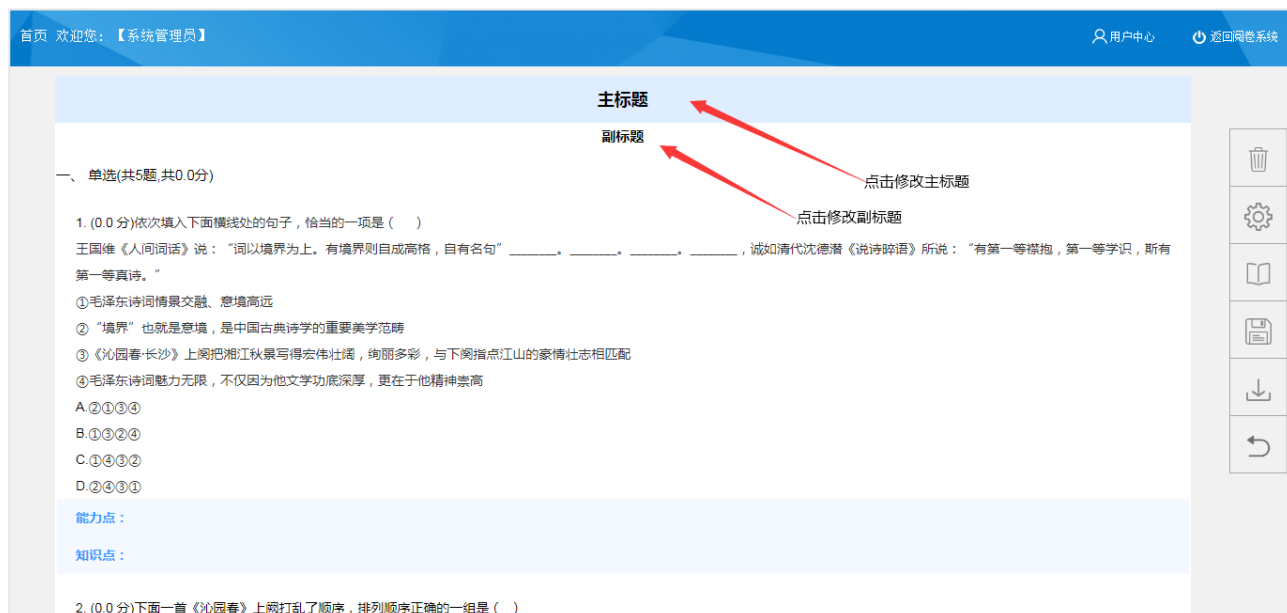 首页 欢迎您：【系统管理员】
用户中心 返回阅卷系统
主标题
副标题
一、 单选(共5题,共0.0分)
点击修改主标题
点击修改副标题
1. (0.0 分)依次填入下面横线处的句子，恰当的一项是（ ）
王国维《人间词话》说：“词以境界为上。有境界则自成高格，自有名句” ________。________。________。________，诚如清代沈德潜《说诗晬语》所说：“有第一等襟抱，第一等学识，斯有
第一等真诗。”
①毛泽东诗词情景交融、意境高远
②“境界”也就是意境，是中国古典诗学的重要美学范畴
③《沁园春·长沙》上阕把湘江秋景写得宏伟壮阔，绚丽多彩，与下阕指点江山的豪情壮志相匹配
④毛泽东诗词魅力无限，不仅因为他文学功底深厚，更在于他精神崇高
A.②①③④
B.①③②④
C.①④③②
D.②④③①
能力点：
知识点：
2. (0.0 分)下面一首《沁园春》上阕打乱了顺序，排列顺序正确的一组是（ ）